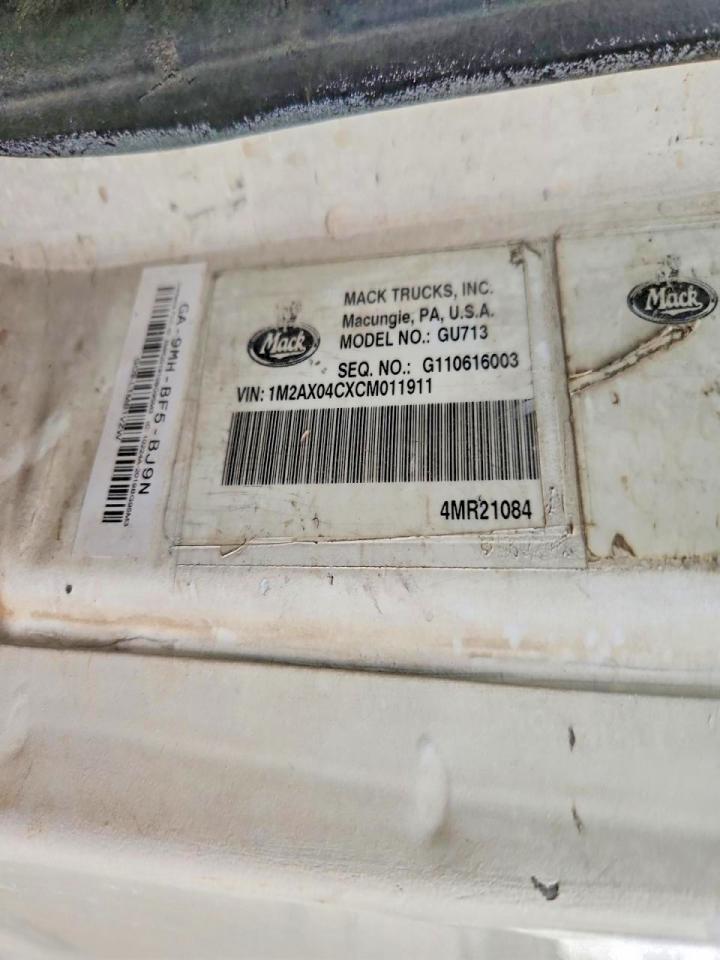 Mack
MACK TRUCKS, INC.
Macungie, PA, U.S.A.
MODEL NO.: GU713
SEQ. NO.: G110616003
VIN: 1M2AX04CXCM011911
4MR21084
Mack
GA-9MH-BF5-BJ9N